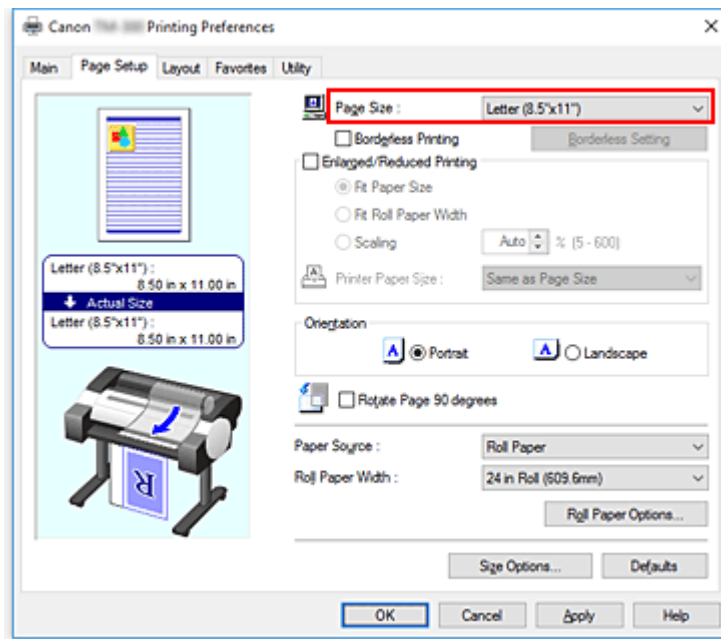 Canon Printing Preferences
Main Page Setup Layout Favorites Utility
Page Size : Letter (8.5"x11")
Borderless Printing Borderless Setting
Enlarged/Reduced Printing
Fit Paper Size
Fit Roll Paper Width
Scaling Auto % (5 - 600)
Printer Paper Size : Same as Page Size
Letter (8.5"x11") :
8.50 in x 11.00 in
Actual Size
Letter (8.5"x11") :
8.50 in x 11.00 in
Orientation
A Portrait A Landscape
Rotate Page 90 degrees
Paper Source : Roll Paper
Roll Paper Width : 24 in Roll (609.6mm)
Roll Paper Options...
R
Size Options... Defaults
OK Cancel Apply Help